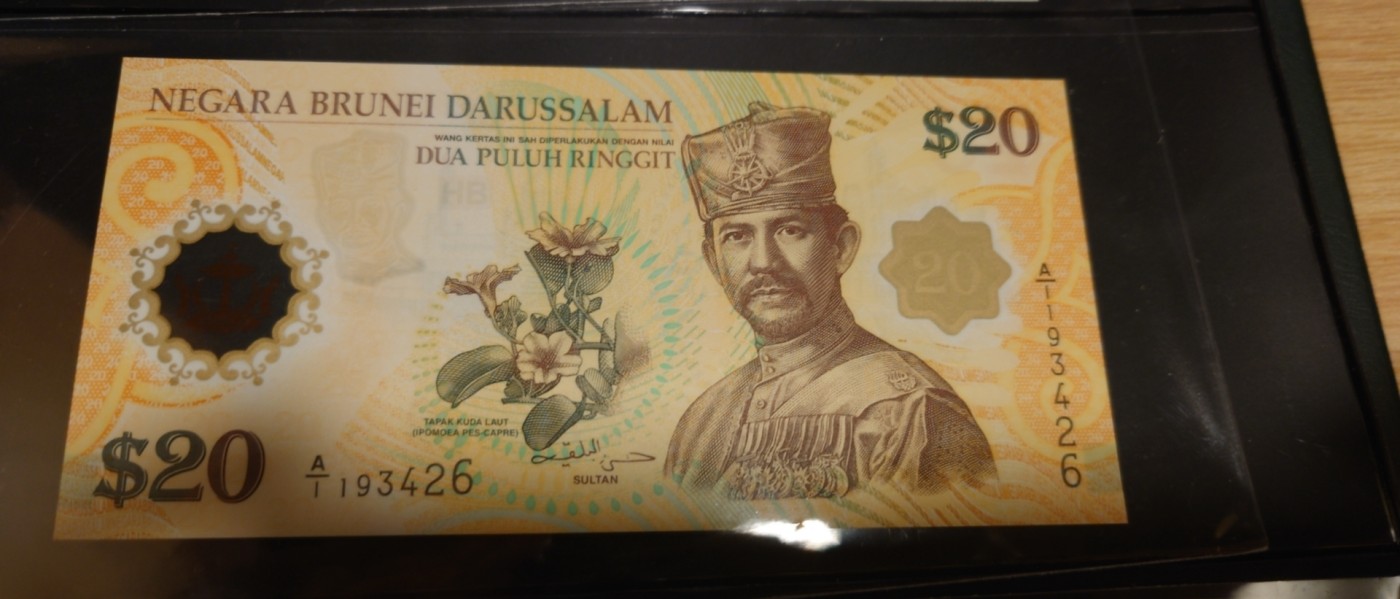 NEGARA BRUNEI DARUSSALAM
WANG KERTAS INI SAH DIPERLAKUKAN DENGAN NILAI
DUA PULUH RINGGIT
$20
20
A/1 193426
TAPAK KUDA LAUT
(IPOMOEA PES-CAPRE)
SULTAN
$20
A/1 193426